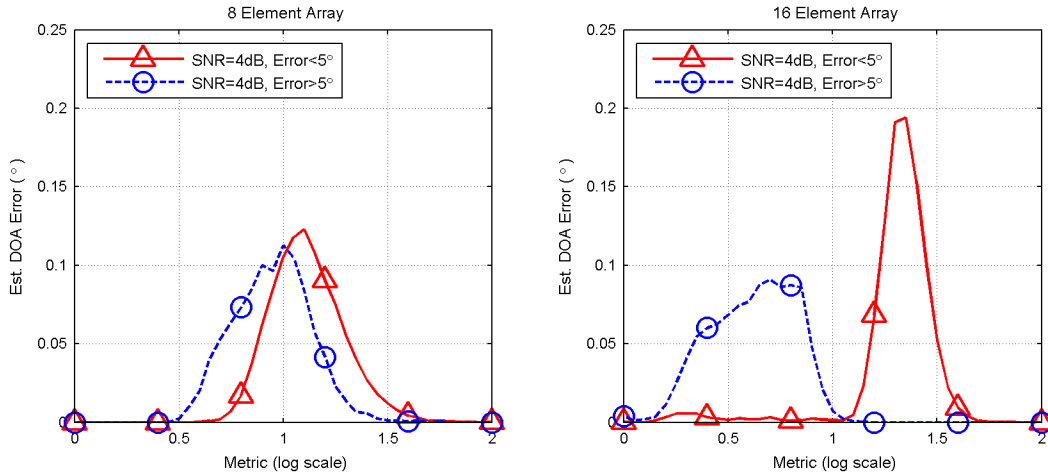 8 Element Array
0.25
0.2
0.15
0.1
0.05
0
Est. DOA Error (°)
SNR=4dB, Error<5°
SNR=4dB, Error>5°
0 0.5 1 1.5 2
Metric (log scale)
16 Element Array
0.25
0.2
0.15
0.1
0.05
0
Est. DOA Error (°)
SNR=4dB, Error<5°
SNR=4dB, Error>5°
0 0.5 1 1.5 2
Metric (log scale)